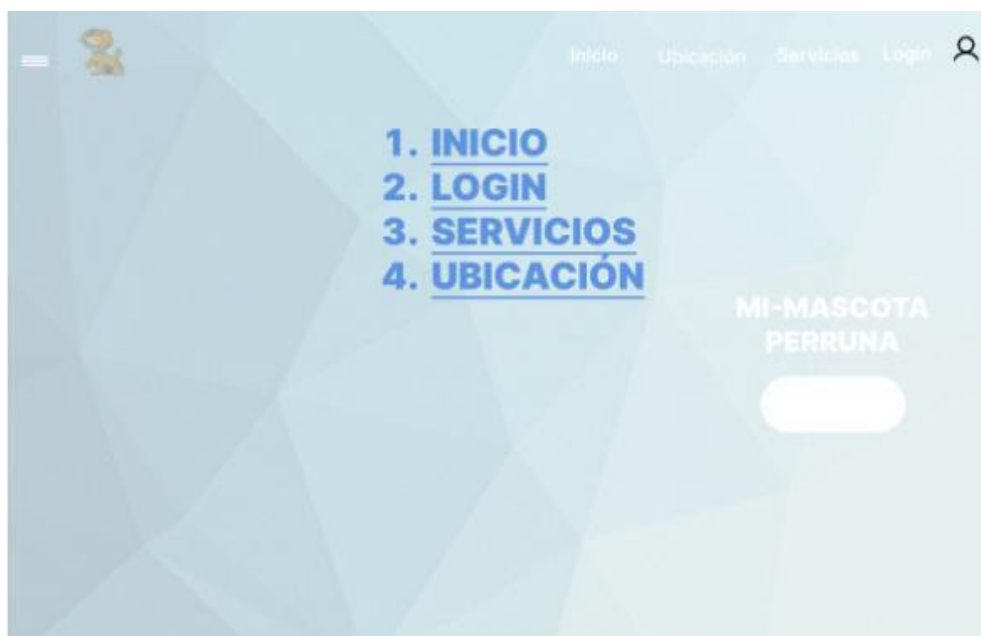 Inicio Ubicación Servicios Login
1. INICIO
2. LOGIN
3. SERVICIOS
4. UBICACIÓN
MI-MASCOTA
PERRUNA